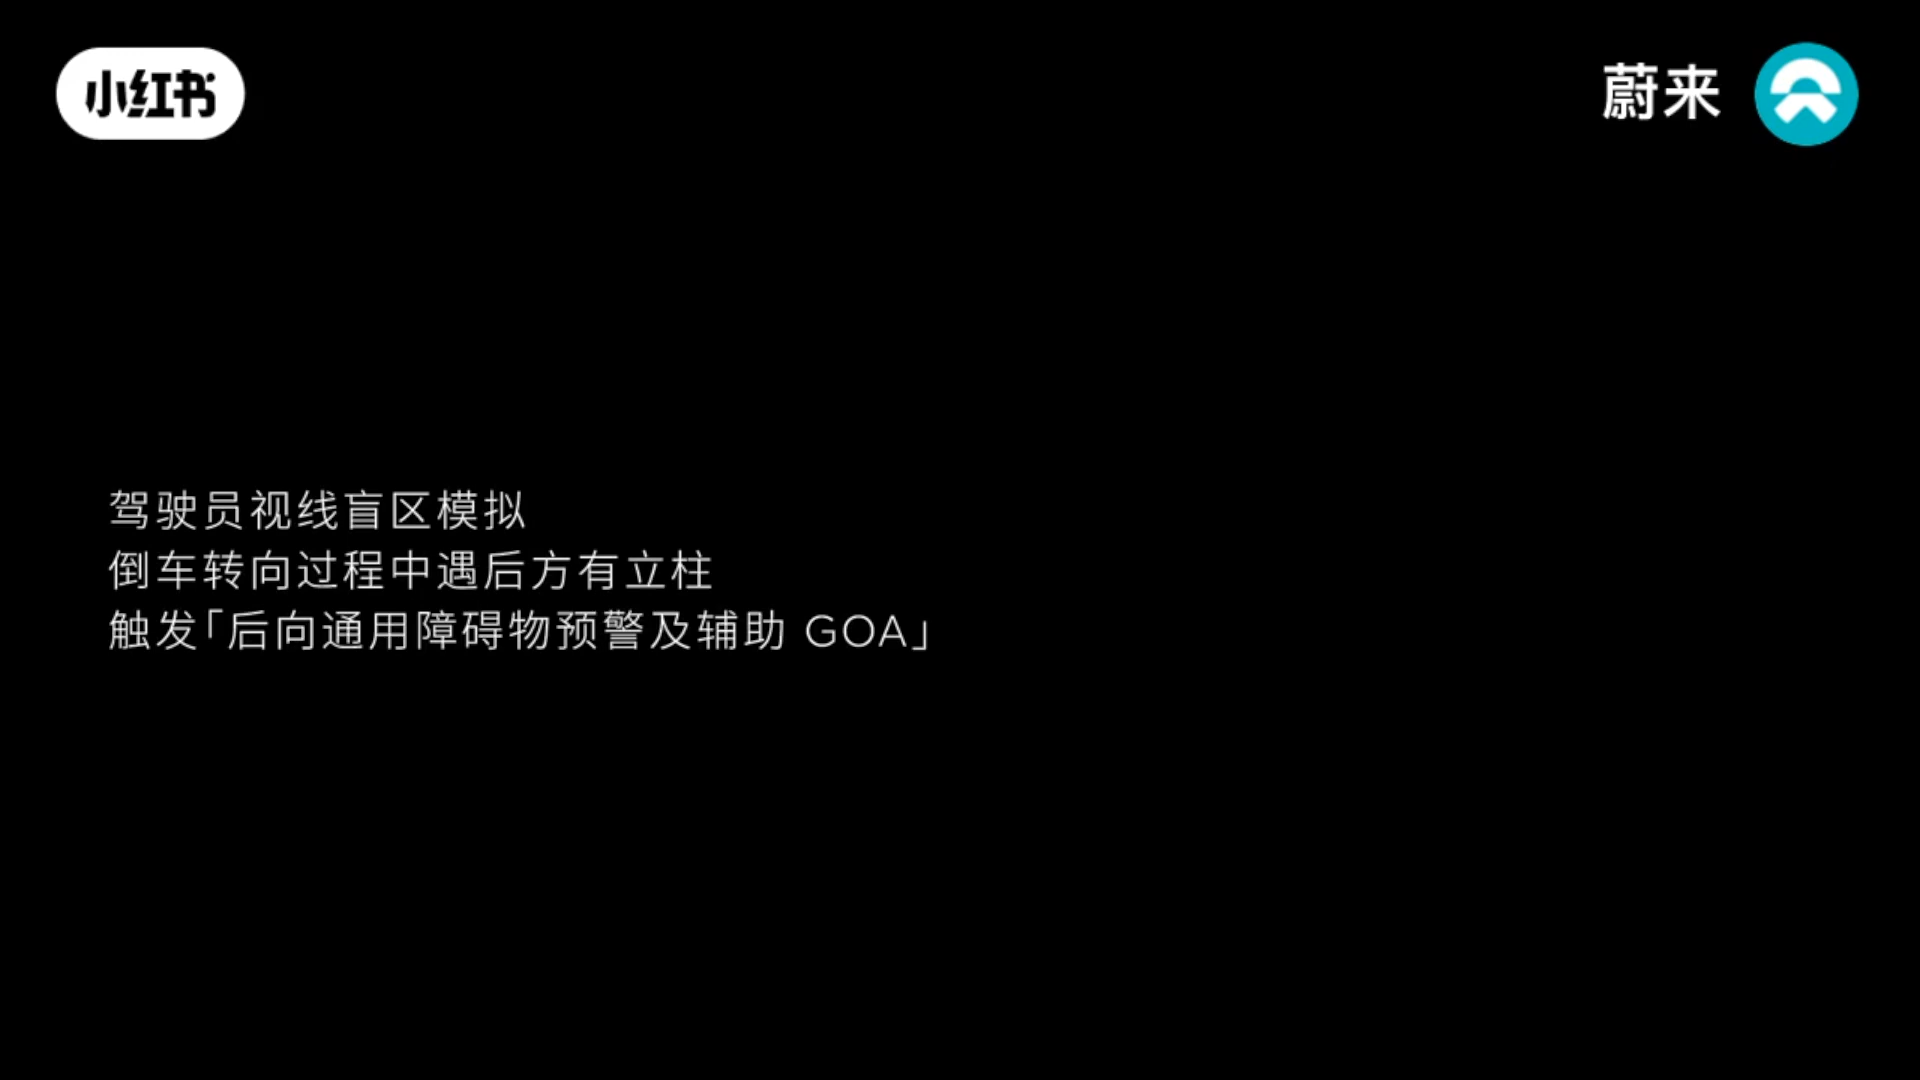 小红书
蔚来
驾驶员视线盲区模拟
倒车转向过程中遇后方有立柱
触发「后向通用障碍物预警及辅助 GOA」